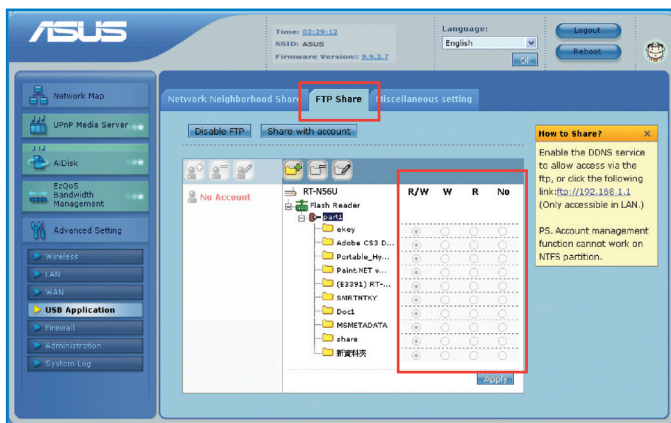 ASUS
Time: 02:29:12
SSID: ASUS
Firmware Version: 9.9.3.7
Language:
English
OK
Logout
Reboot
Network Map
UPnP Media Server
AiDisk
EzQoS
Bandwidth
Management
Advanced Setting
Wireless
LAN
WAN
USB Application
Firewall
Administration
System Log
Network Neighborhood Share
FTP Share
Miscellaneous setting
Disable FTP
Share with account
No Account
RT-N56U
R/W W R No
Flash Reader
part1
ekey
Adobe CS3 D...
Portable_Hy...
Paint.NET v...
(E3391) RT-...
SMRTNTKY
Doc1
MSMETADATA
share
新資料夾
Apply
How to Share? X
Enable the DDNS service
to allow access via the
ftp, or click the following
link:ftp://192.168.1.1
(Only accessible in LAN.)
PS. Account management
function cannot work on
NTFS partition.